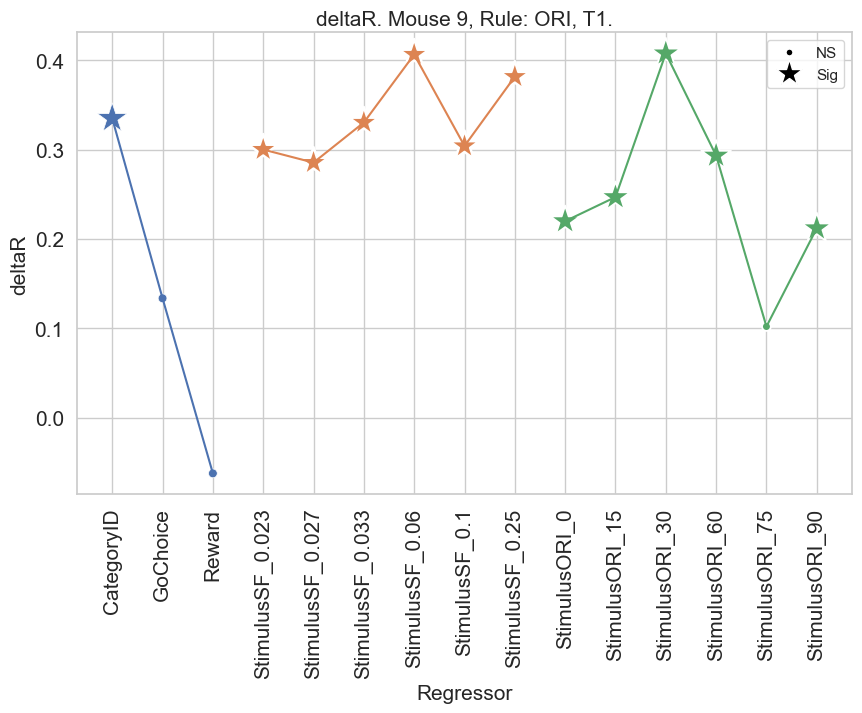 deltaR. Mouse 9, Rule: ORI, T1.
NS
Sig
deltaR
0.4
0.3
0.2
0.1
0.0
CategoryID
GoChoice
Reward
StimulusSF_0.023
StimulusSF_0.027
StimulusSF_0.033
StimulusSF_0.06
StimulusSF_0.1
StimulusSF_0.25
StimulusORI_0
StimulusORI_15
StimulusORI_30
StimulusORI_60
StimulusORI_75
StimulusORI_90
Regressor